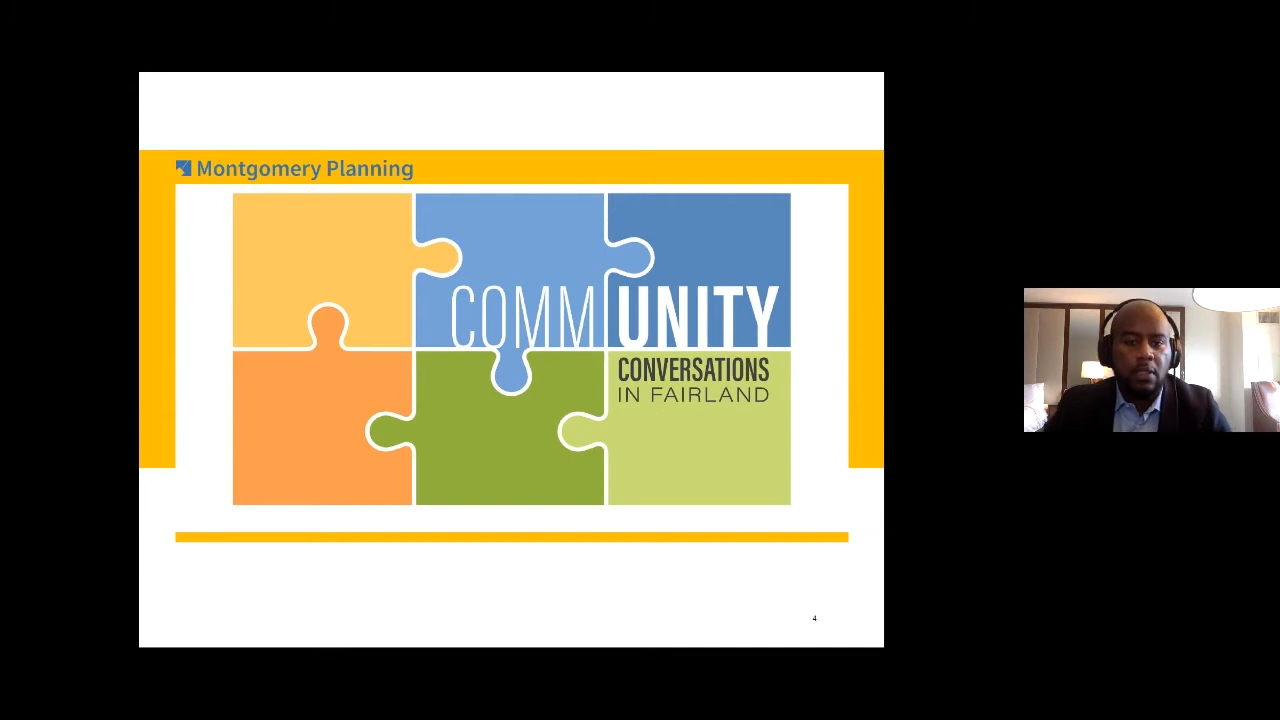 Montgomery Planning
COMMUNITY
CONVERSATIONS
IN FAIRLAND
4